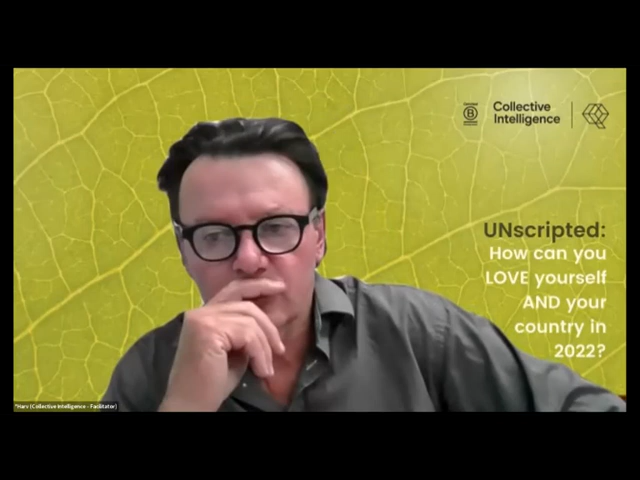 Collective
Intelligence
UNscripted:
How can you
LOVE yourself
AND your
country in
2022?
(Collective Intelligence - Facilitator)